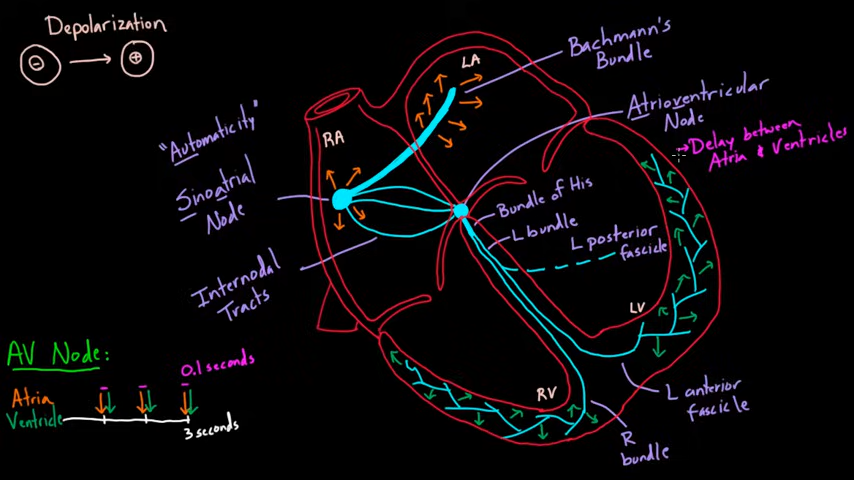 Depolarization
- → +
Bachmann's
Bundle
LA
Atrioventricular
Node
"Automaticity"
RA
→Delay between
Atria & Ventricles
Sinoatrial
Node
Bundle of His
L bundle
L posterior
fascicle
Internodal
Tracts
LV
AV Node:
0.1 seconds
Atria
Ventricle
3 seconds
RV
L anterior
fascicle
R
bundle